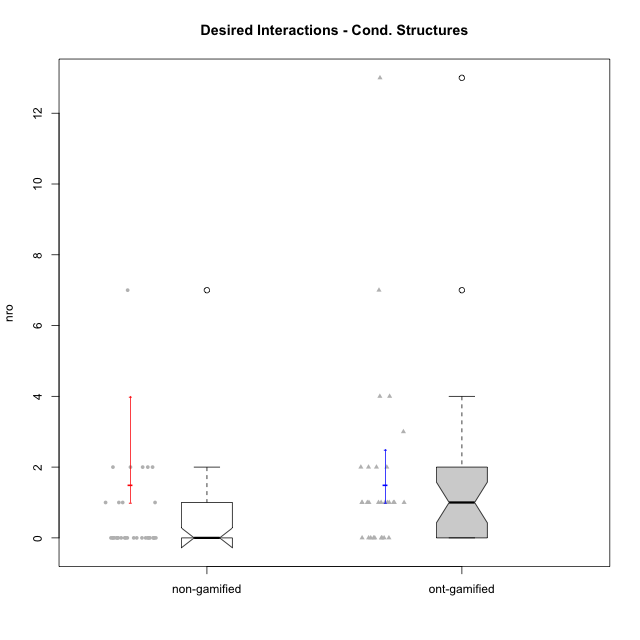 Desired Interactions - Cond. Structures
nro
12
10
8
6
4
2
0
non-gamified
ont-gamified